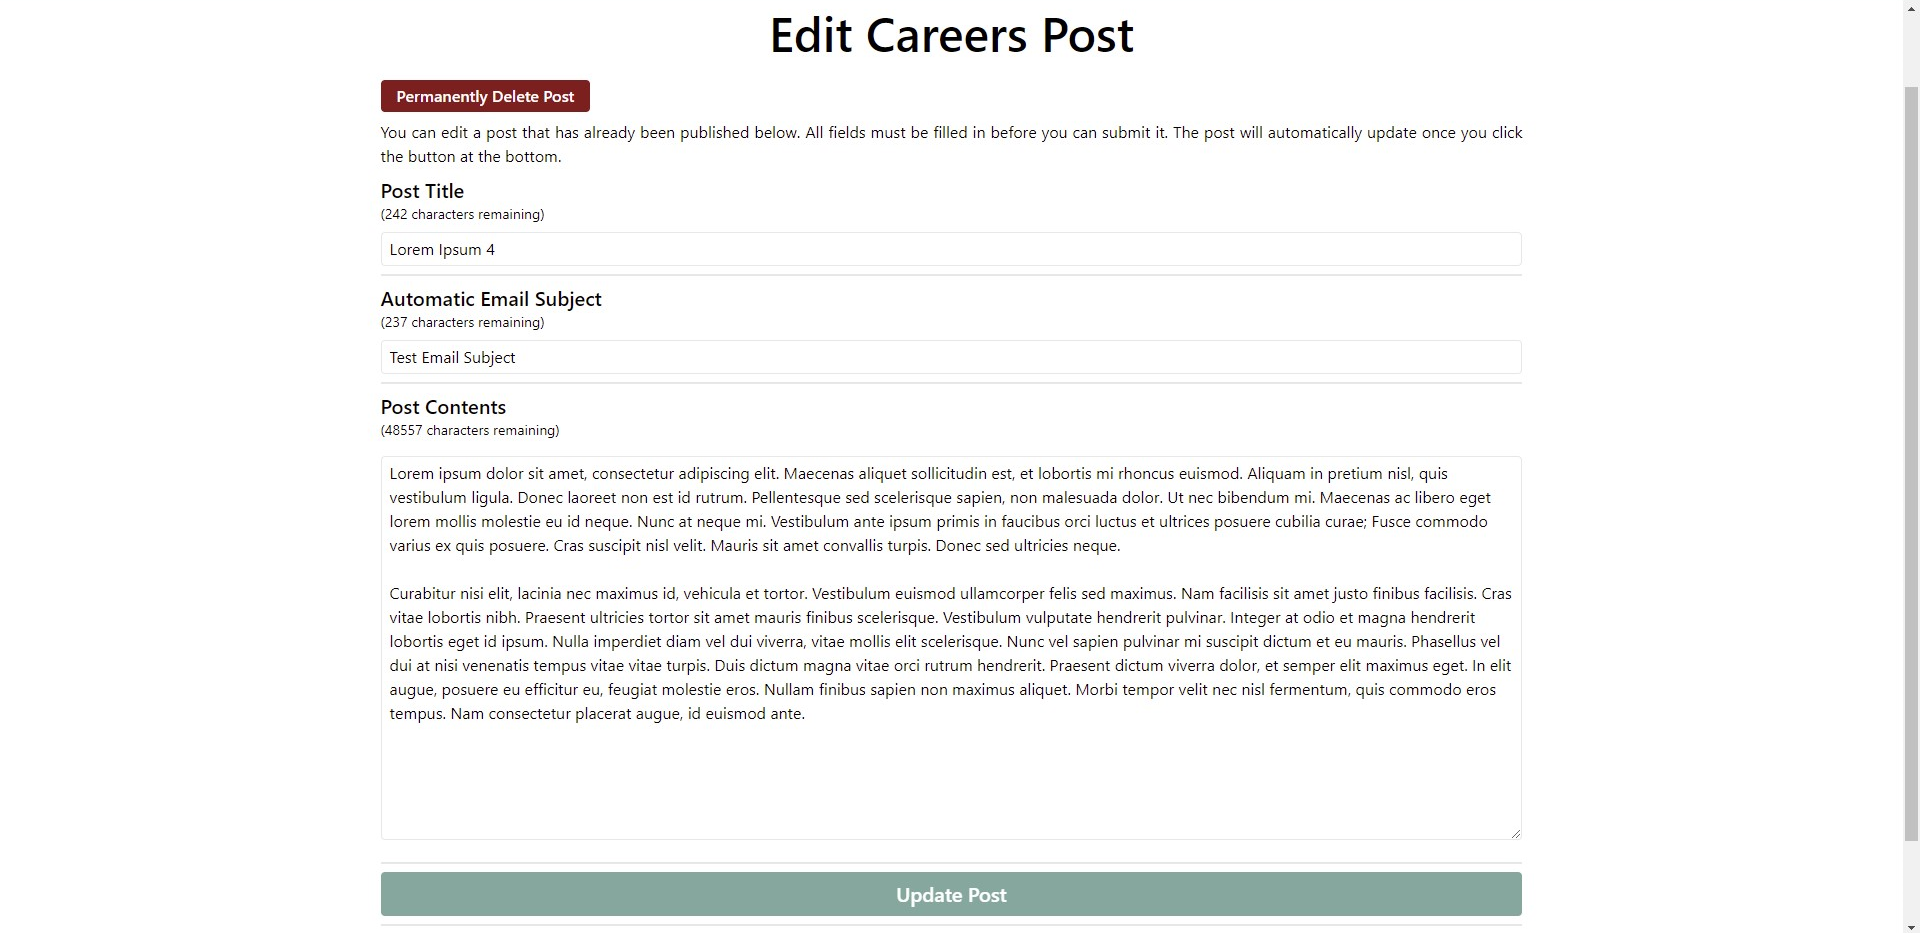 Edit Careers Post
Permanently Delete Post
You can edit a post that has already been published below. All fields must be filled in before you can submit it. The post will automatically update once you click
the button at the bottom.
Post Title
(242 characters remaining)
Lorem Ipsum 4
Automatic Email Subject
(237 characters remaining)
Test Email Subject
Post Contents
(48557 characters remaining)
Lorem ipsum dolor sit amet, consectetur adipiscing elit. Maecenas aliquet sollicitudin est, et lobortis mi rhoncus euismod. Aliquam in pretium nisl, quis
vestibulum ligula. Donec laoreet non est id rutrum. Pellentesque sed scelerisque sapien, non malesuada dolor. Ut nec bibendum mi. Maecenas ac libero eget
lorem mollis molestie eu id neque. Nunc at neque mi. Vestibulum ante ipsum primis in faucibus orci luctus et ultrices posuere cubilia curae; Fusce commodo
varius ex quis posuere. Cras suscipit nisl velit. Mauris sit amet convallis turpis. Donec sed ultricies neque.
Curabitur nisi elit, lacinia nec maximus id, vehicula et tortor. Vestibulum euismod ullamcorper felis sed maximus. Nam facilisis sit amet justo finibus facilisis. Cras
vitae lobortis nibh. Praesent ultricies tortor sit amet mauris finibus scelerisque. Vestibulum vulputate hendrerit pulvinar. Integer at odio et magna hendrerit
lobortis eget id ipsum. Nulla imperdiet diam vel dui viverra, vitae mollis elit scelerisque. Nunc vel sapien pulvinar mi suscipit dictum et eu mauris. Phasellus vel
dui at nisi venenatis tempus vitae vitae turpis. Duis dictum magna vitae orci rutrum hendrerit. Praesent dictum viverra dolor, et semper elit maximus eget. In elit
augue, posuere eu efficitur eu, feugiat molestie eros. Nullam finibus sapien non maximus aliquet. Morbi tempor velit nec nisl fermentum, quis commodo eros
tempus. Nam consectetur placerat augue, id euismod ante.
Update Post